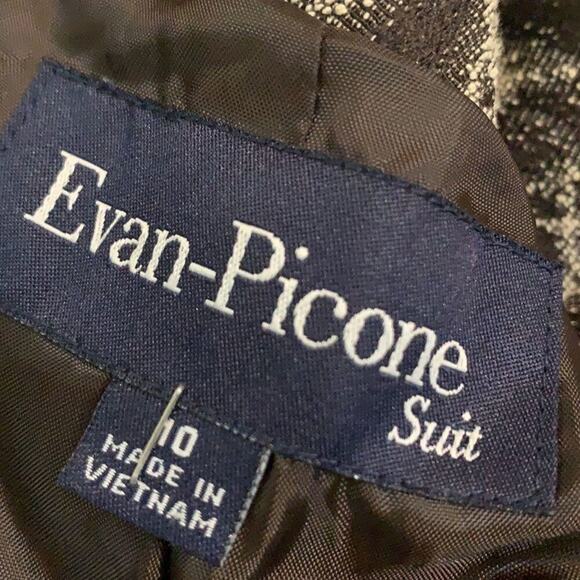 Evan-Picone
Suit
10
MADE IN
VIETNAM